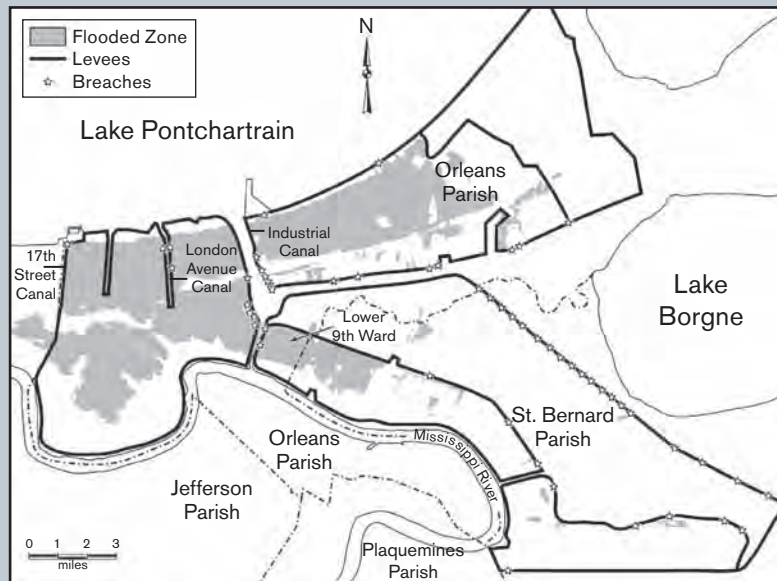 Flooded Zone
Levees
Breaches
N
Lake Pontchartrain
Orleans
Parish
Industrial
Canal
London
Avenue
Canal
17th
Street
Canal
Lower
9th Ward
Lake
Borgne
St. Bernard
Parish
Mississippi River
Orleans
Parish
Jefferson
Parish
Plaquemines
Parish
0 1 2 3
miles